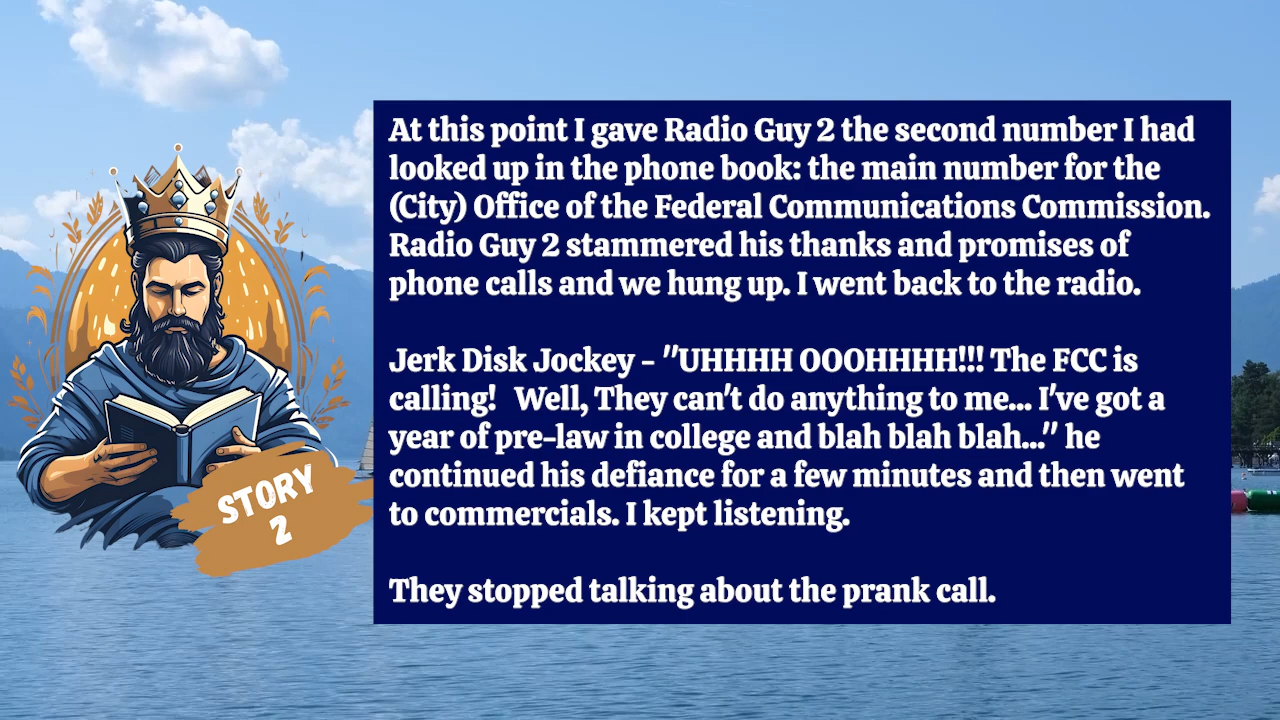 At this point I gave Radio Guy 2 the second number I had
looked up in the phone book: the main number for the
(City) Office of the Federal Communications Commission.
Radio Guy 2 stammered his thanks and promises of
phone calls and we hung up. I went back to the radio.
Jerk Disk Jockey - "UHHHH OOOHHHH!!! The FCC is
calling!   Well, They can't do anything to me... I've got a
year of pre-law in college and blah blah blah..." he
continued his defiance for a few minutes and then went
to commercials. I kept listening.
They stopped talking about the prank call.
STORY
2